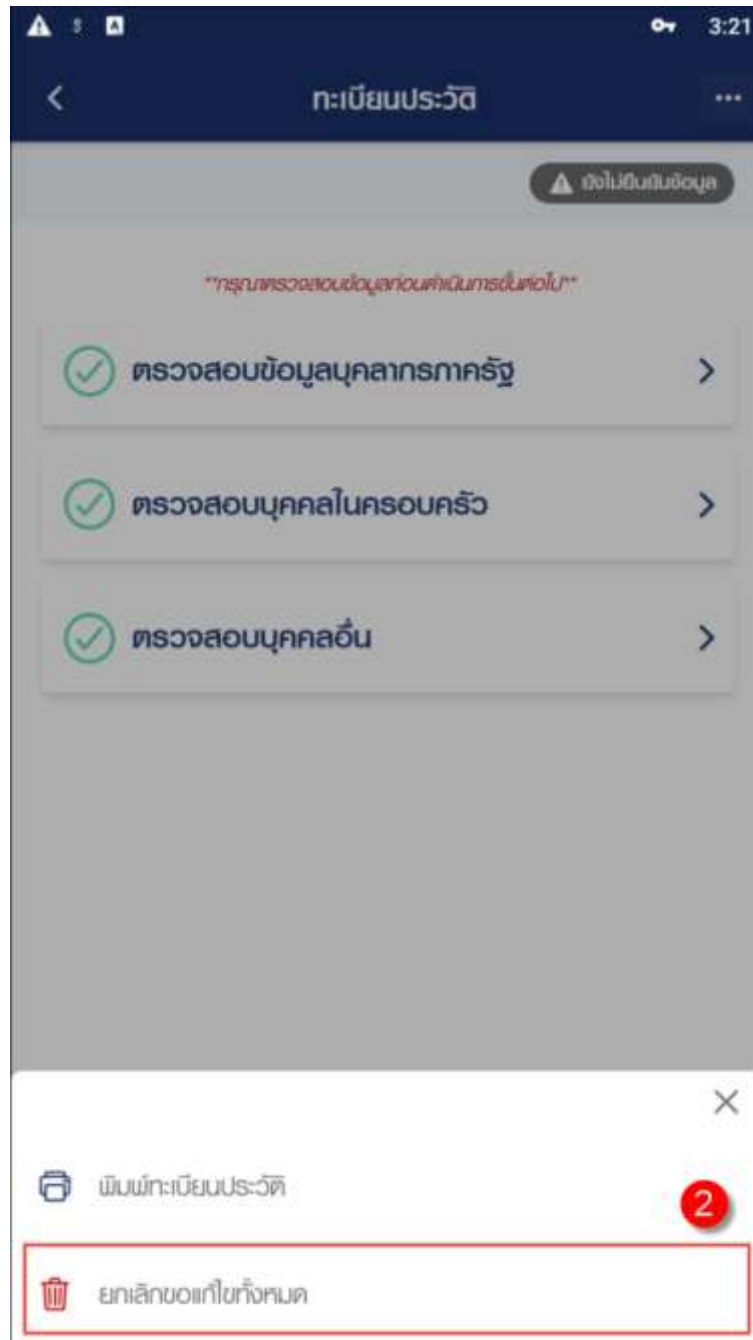 3:21
ทะเบียนประวัติ
ยังไม่ยืนยันข้อมูล
**กรุณาตรวจสอบข้อมูลก่อนดำเนินการขั้นต่อไป**
ตรวจสอบข้อมูลบุคลากรภาครัฐ
ตรวจสอบบุคคลในครอบครัว
ตรวจสอบบุคคลอื่น
พิมพ์ทะเบียนประวัติ
2
ยกเลิกขอแก้ไขทั้งหมด